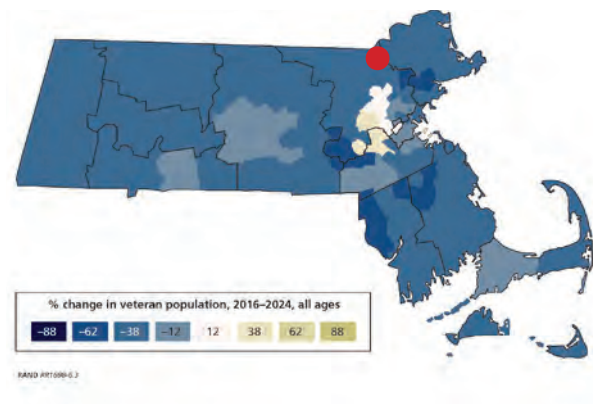 % change in veteran population, 2016–2024, all ages
–88 –62 –38 –12 12 38 62 88
RAND RR1698-6.3